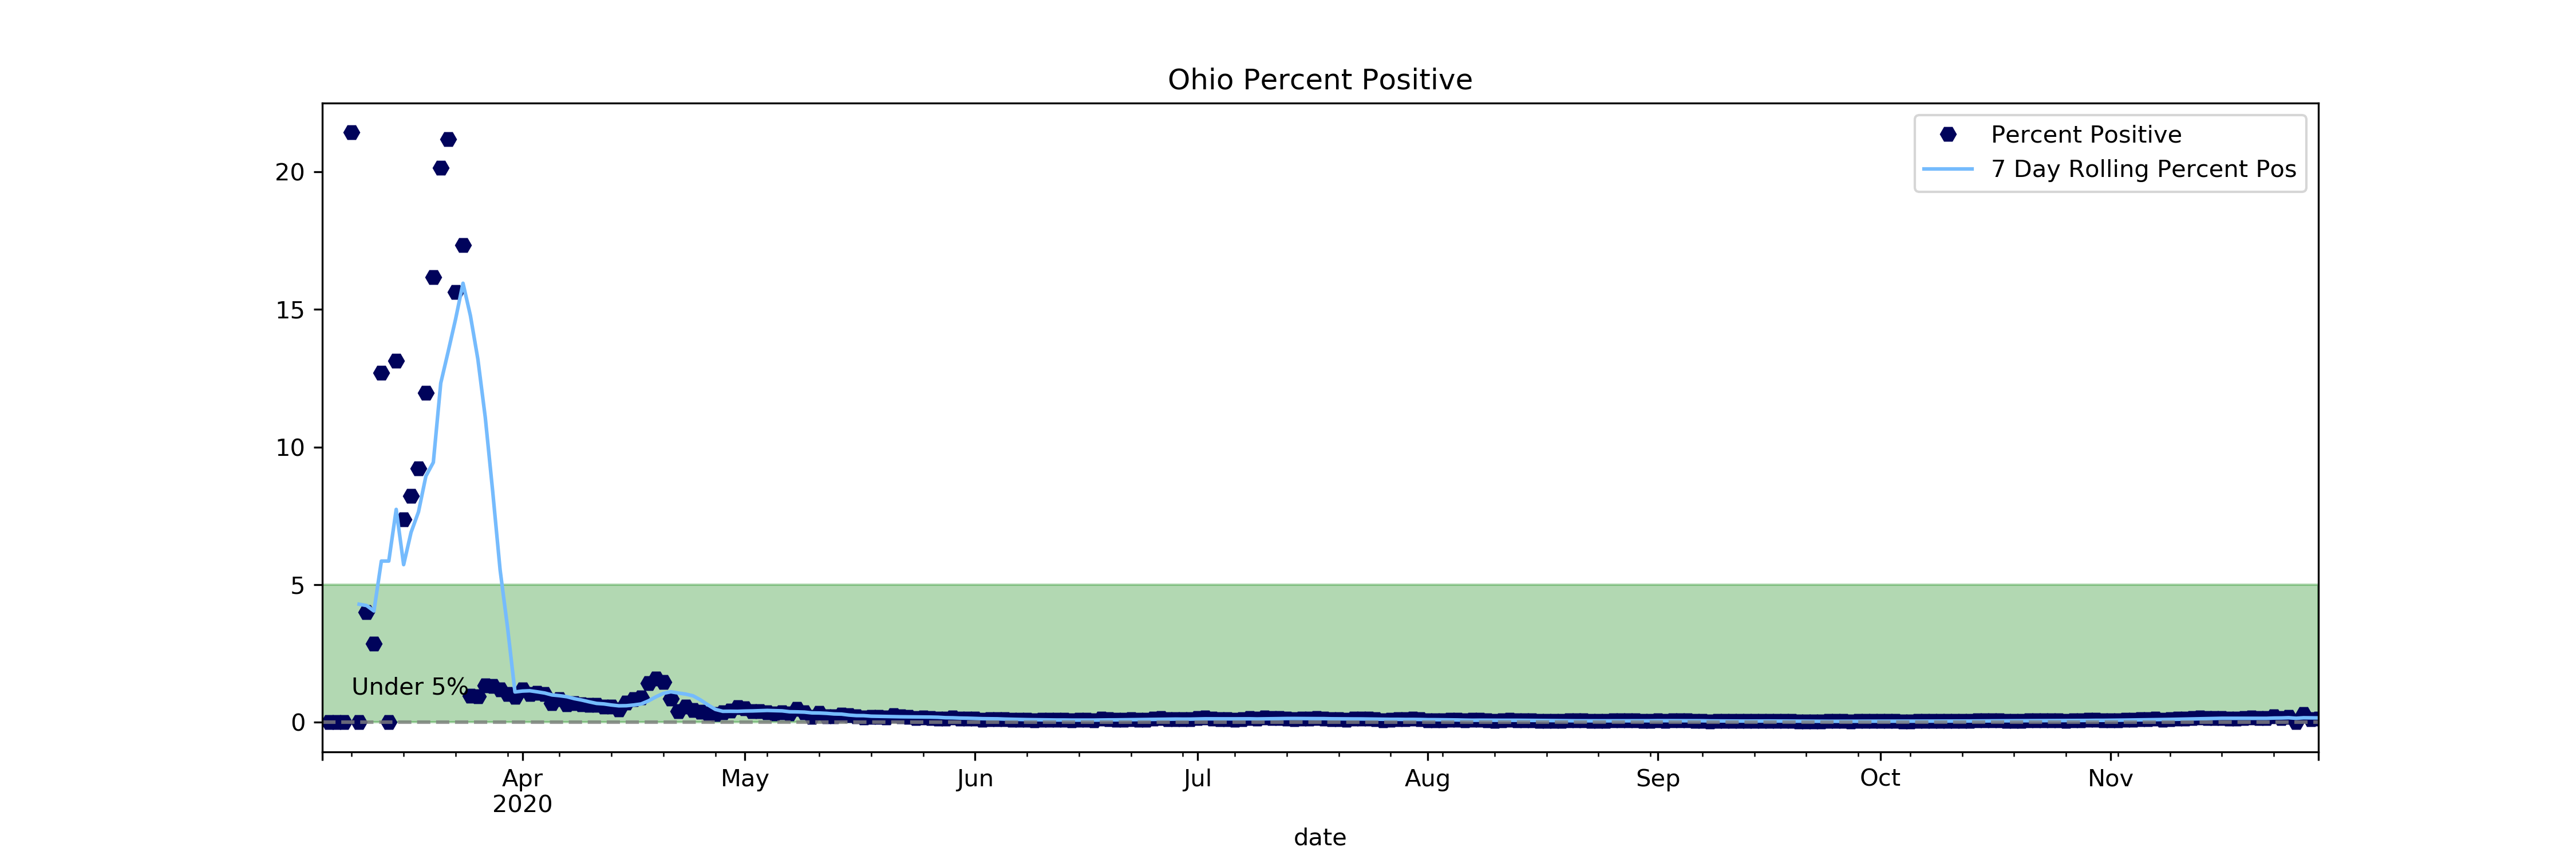 Ohio Percent Positive
Percent Positive
7 Day Rolling Percent Pos
20
15
10
5
0
Under 5%
Apr
2020
May
Jun
Jul
Aug
Sep
Oct
Nov
date